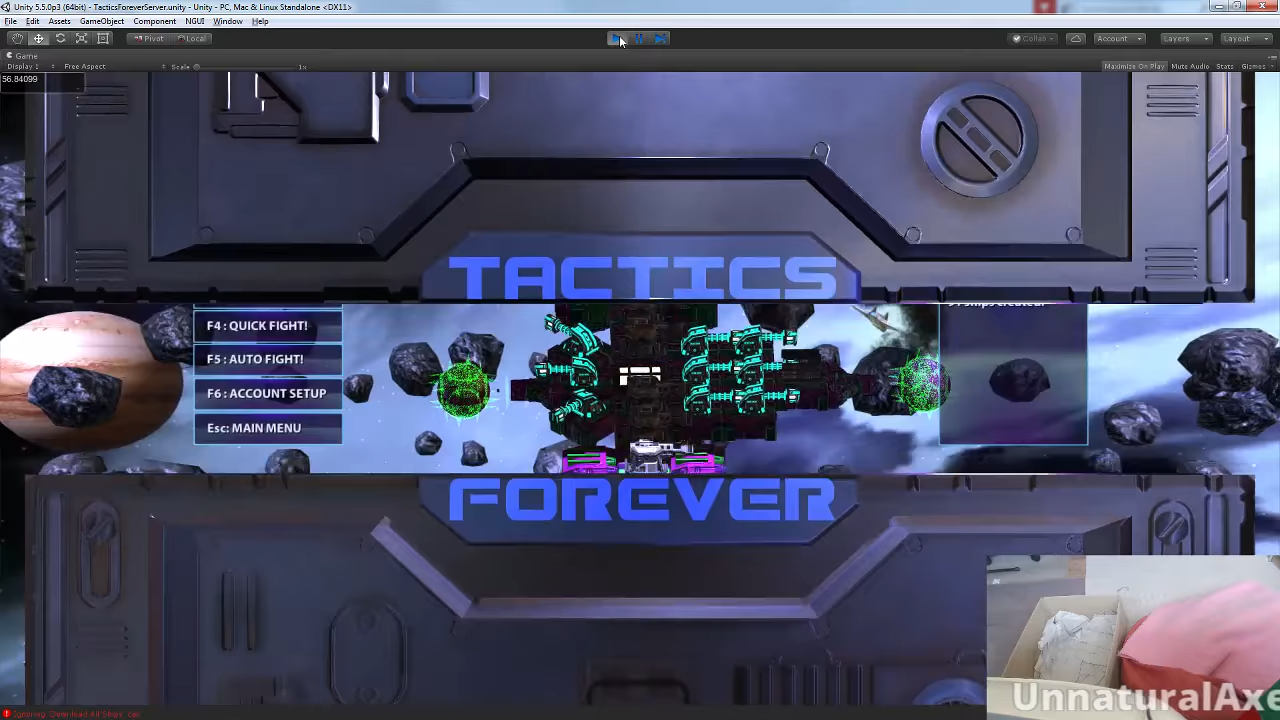 Unity 5.5.0p3 (64bit) - TacticsForeverServer.unity - Unity - PC, Mac & Linux Standalone <DX11>
File Edit Assets GameObject Component NGUI Window Help
Pivot Local Collab Account Layers Layout
Game
Display 1 Free Aspect Scale 1x Maximize On Play Mute Audio Stats Gizmos
56.84099
TACTICS
F4 : QUICK FIGHT!
F5 : AUTO FIGHT!
F6 : ACCOUNT SETUP
Esc: MAIN MENU
FOREVER
UnnaturalAxe